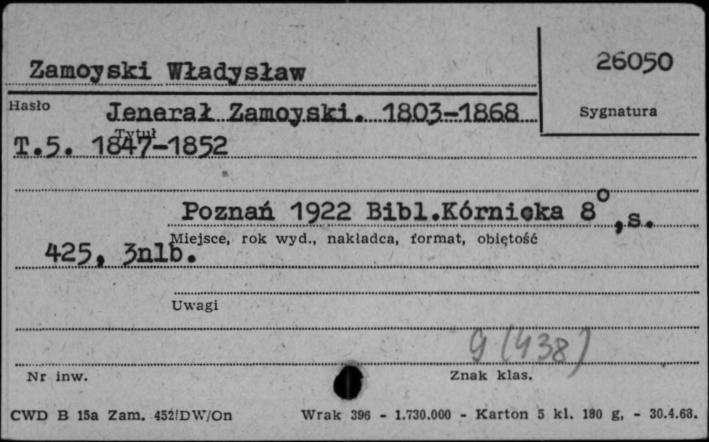 Zamoyski Władysław
26050
Hasło
Jenerał Zamoyski. 1803-1868
Sygnatura
Tytuł
T.5. 1847-1852
Poznań 1922 Bibl.Kórnicka 8°,s.
Miejsce, rok wyd., nakładca, format, objętość
425, 3nlb.
Uwagi
9 (438)
Nr inw.
Znak klas.
CWD B 15a Zam. 452/DW/On Wrak 396 - 1.730.000 - Karton 5 kl. 180 g, - 30.4.68.